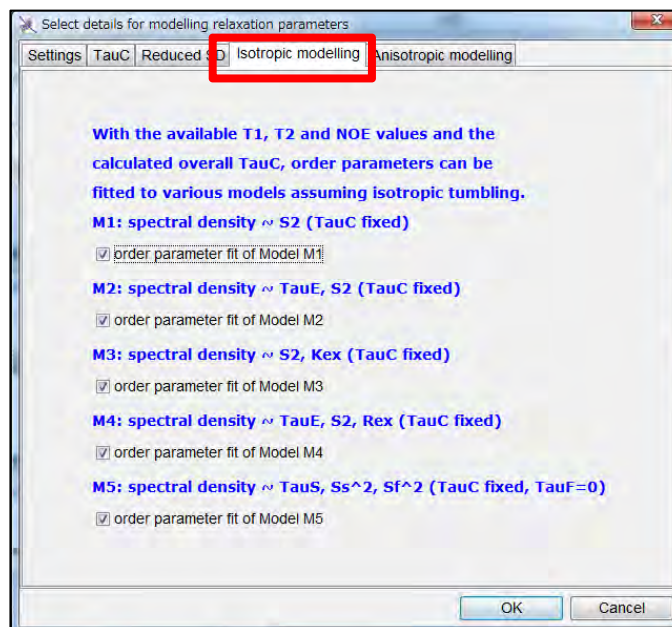 Select details for modelling relaxation parameters
Settings TauC Reduced SD Isotropic modelling Anisotropic modelling
With the available T1, T2 and NOE values and the
calculated overall TauC, order parameters can be
fitted to various models assuming isotropic tumbling.
M1: spectral density ~ S2 (TauC fixed)
order parameter fit of Model M1
M2: spectral density ~ TauE, S2 (TauC fixed)
order parameter fit of Model M2
M3: spectral density ~ S2, Kex (TauC fixed)
order parameter fit of Model M3
M4: spectral density ~ TauE, S2, Rex (TauC fixed)
order parameter fit of Model M4
M5: spectral density ~ TauS, Ss^2, Sf^2 (TauC fixed, TauF=0)
order parameter fit of Model M5
OK Cancel